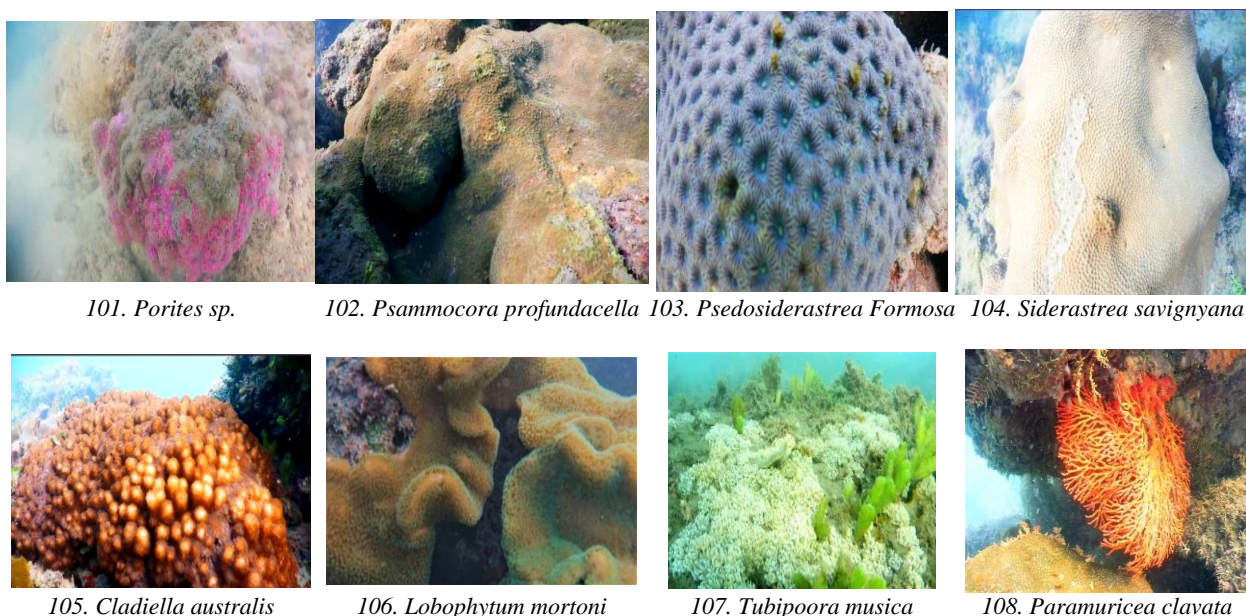 101. Porites sp. 102. Psammocora profundacella 103. Psedosiderastrea Formosa 104. Siderastrea savignyana
105. Cladiella australis 106. Lobophytum mortoni 107. Tubipoora musica 108. Paramuricea clavata